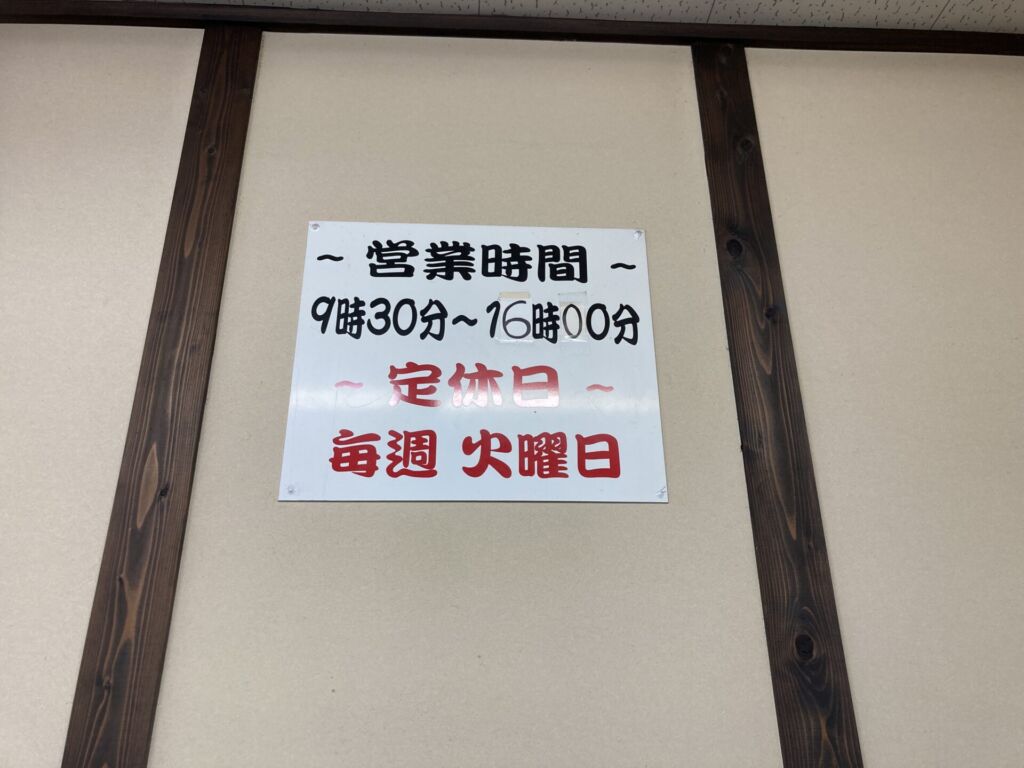 ~ 営業時間 ~
9時30分~16時00分
~ 定休日 ~
毎週 火曜日